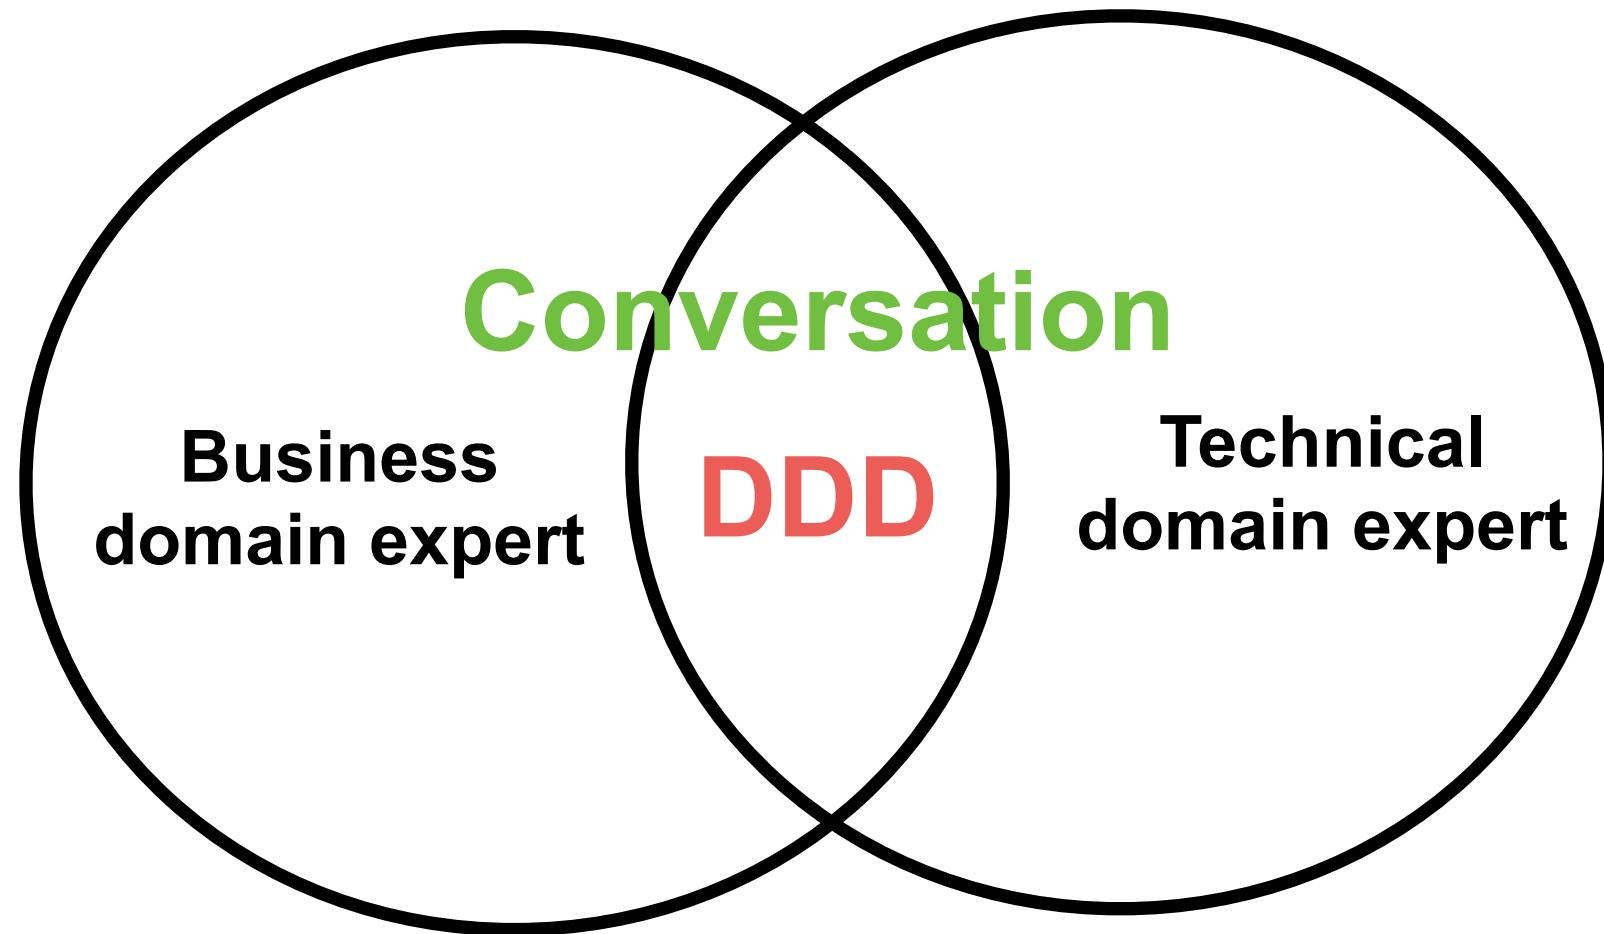 Conversation
Business
domain expert
DDD
Technical
domain expert